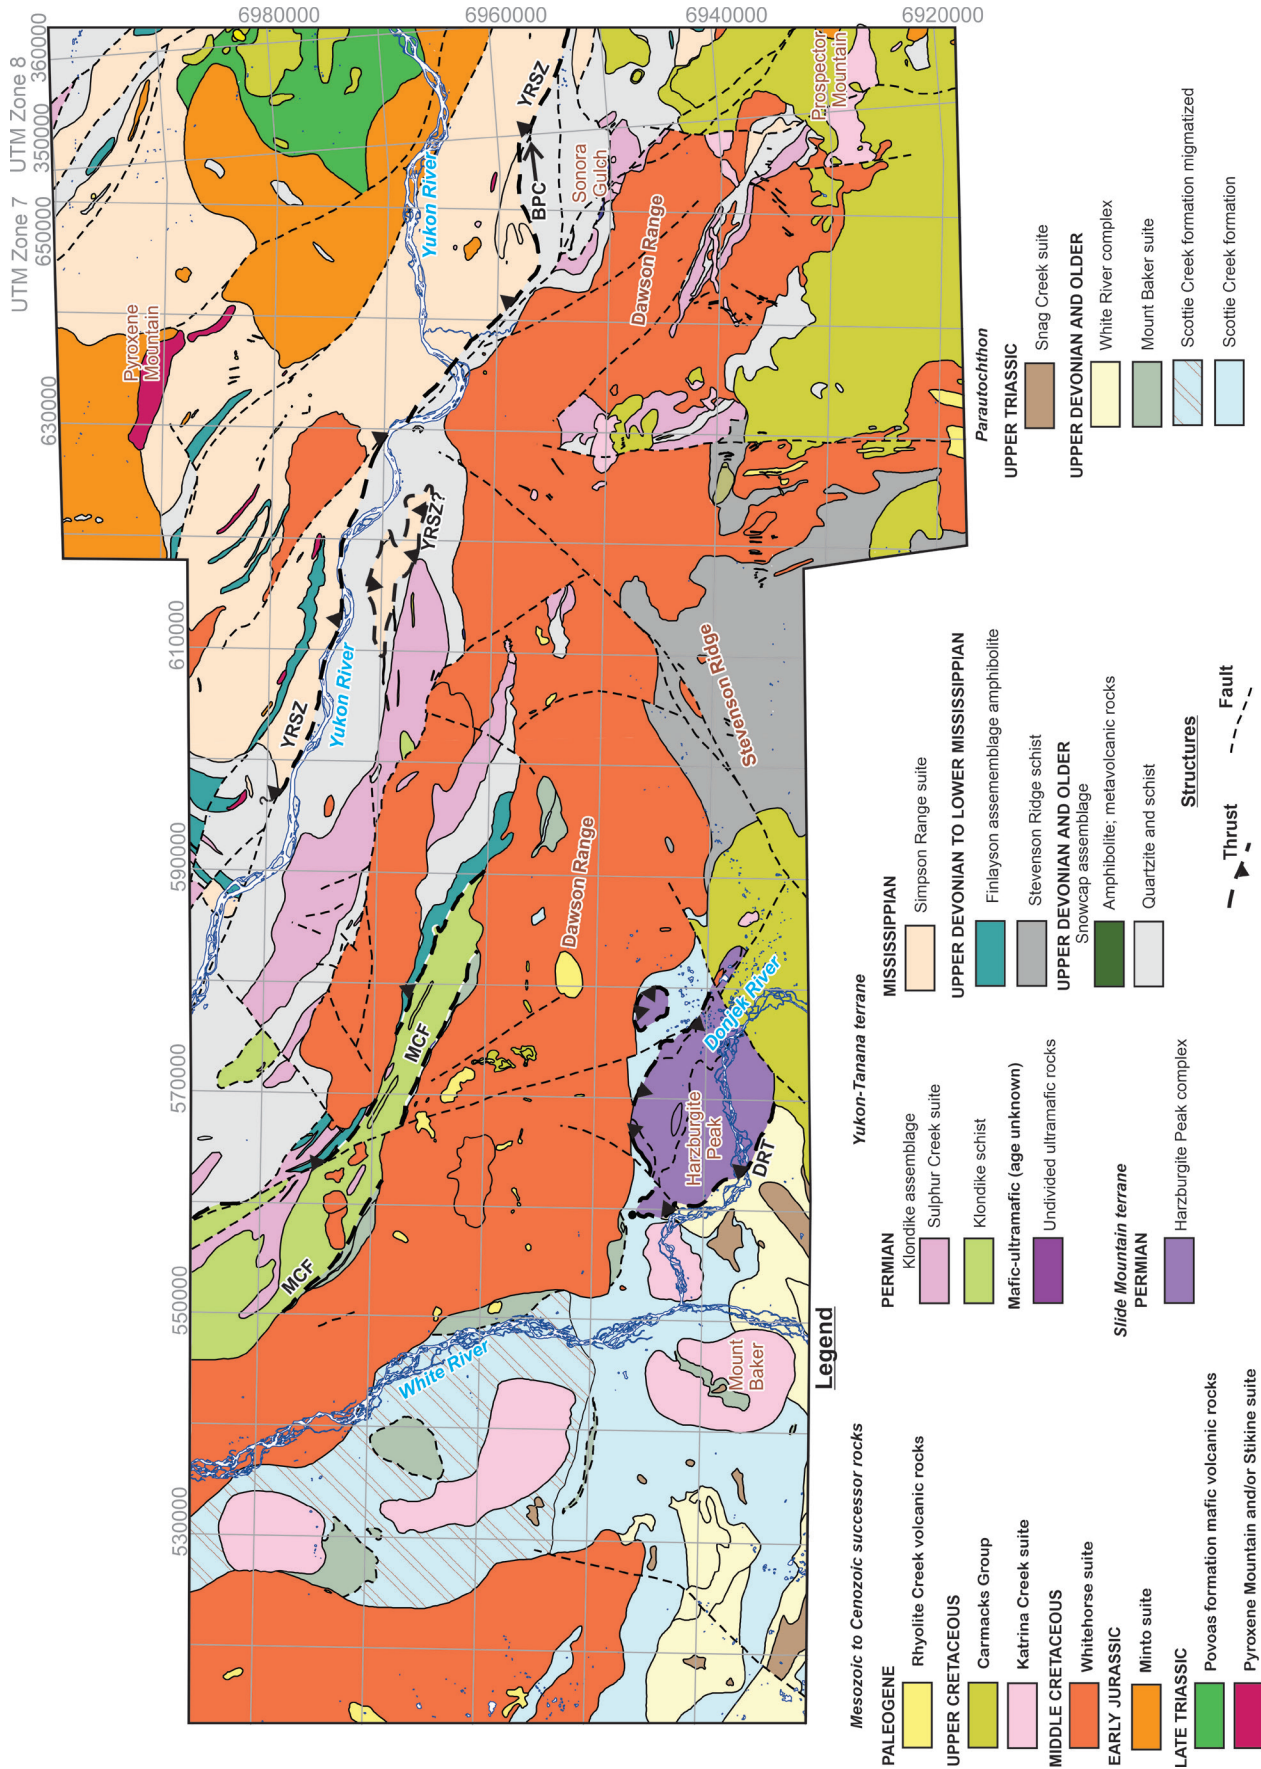 UTM Zone 7
UTM Zone 8
530000
550000
570000
590000
610000
630000
650000
350000
360000
6980000
6960000
6940000
6920000
Pyroxene
Mountain
Yukon River
YRSZ
BPC
Sonora
Gulch
Prospector
Mountain
Dawson Range
YRSZ?
YRSZ
Yukon River
Stevenson Ridge
Dawson Range
MCF
MCF
Donjek River
Harzburgite
Peak
DRT
White River
Mount
Baker
?
Legend
Mesozoic to Cenozoic successor rocks
PALEOGENE
Rhyolite Creek volcanic rocks
UPPER CRETACEOUS
Carmacks Group
Katrina Creek suite
MIDDLE CRETACEOUS
Whitehorse suite
EARLY JURASSIC
Minto suite
LATE TRIASSIC
Povoas formation mafic volcanic rocks
Pyroxene Mountain and/or Stikine suite
Yukon-Tanana terrane
PERMIAN
Klondike assemblage
Sulphur Creek suite
Klondike schist
Mafic-ultramafic (age unknown)
Undivided ultramafic rocks
Slide Mountain terrane
PERMIAN
Harzburgite Peak complex
MISSISSIPPIAN
Simpson Range suite
UPPER DEVONIAN TO LOWER MISSISSIPPIAN
Finlayson assemblage amphibolite
Stevenson Ridge schist
UPPER DEVONIAN AND OLDER
Snowcap assemblage
Amphibolite; metavolcanic rocks
Quartzite and schist
Structures
Thrust
Fault
Parautochthon
UPPER TRIASSIC
Snag Creek suite
UPPER DEVONIAN AND OLDER
White River complex
Mount Baker suite
Scottie Creek formation migmatized
Scottie Creek formation